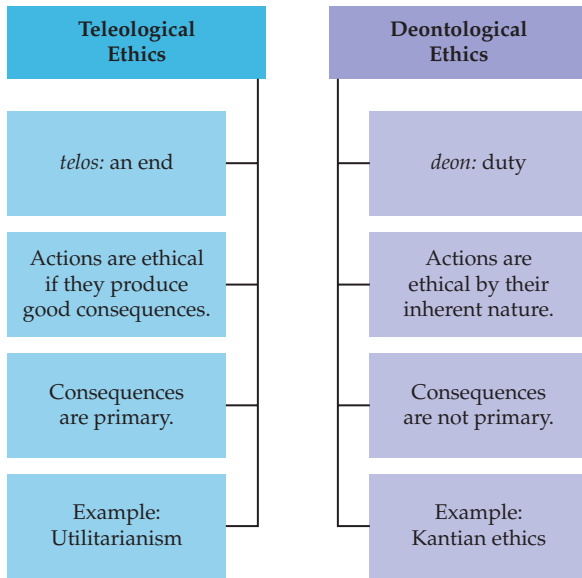 Teleological
Ethics
telos: an end
Actions are ethical
if they produce
good consequences.
Consequences
are primary.
Example:
Utilitarianism
Deontological
Ethics
deon: duty
Actions are
ethical by their
inherent nature.
Consequences
are not primary.
Example:
Kantian ethics